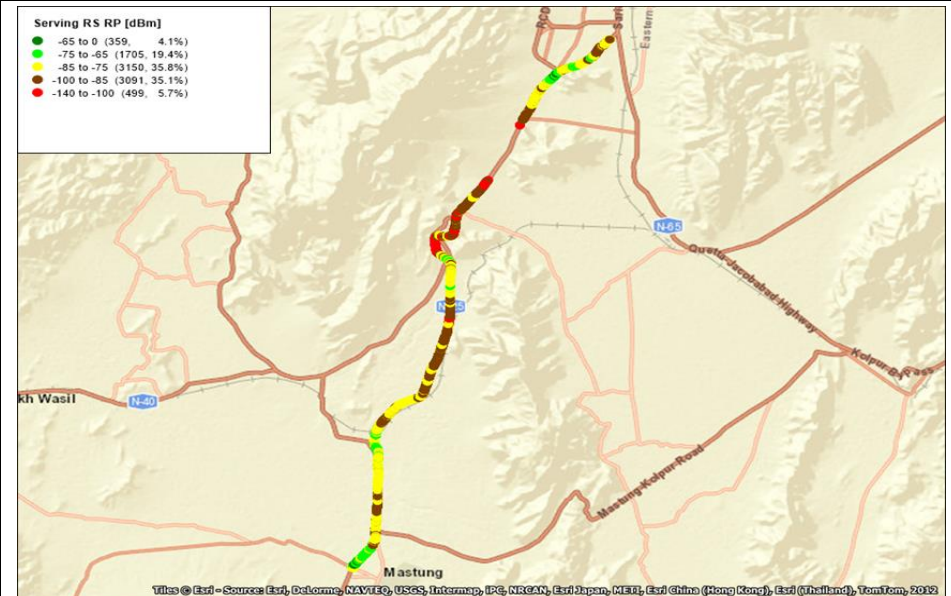 Serving RS RP [dBm]
-65 to 0 (359, 4.1%)
-75 to -65 (1705, 19.4%)
-85 to -75 (3150, 35.8%)
-100 to -85 (3091, 35.1%)
-140 to -100 (499, 5.7%)
RCD
Eastern
N-65
Quetta-Jacobabad Highway
Kolpur-By-Pass
kh Wasil
N-40
Mastung-Kolpur Road
Mastung
Tiles © Esri - Source: Esri, DeLorme, NAVTEQ, USGS, Intermap, iPC, NRCAN, Esri Japan, METI, Esri China (Hong Kong), Esri (Thailand), TomTom, 2012